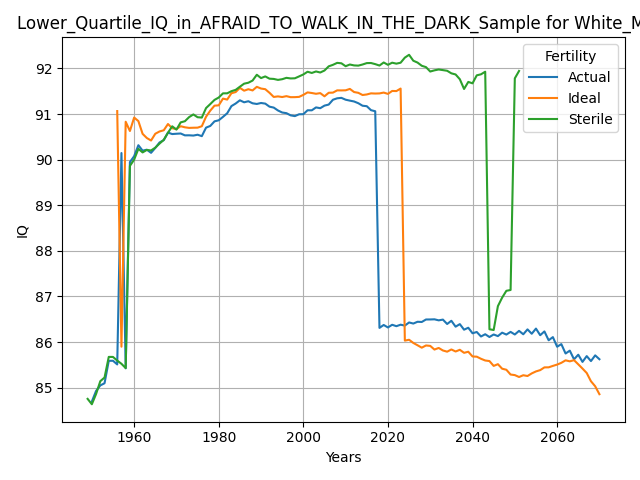 Lower_Quartile_IQ_in_AFRAID_TO_WALK_IN_THE_DARK_Sample for White_M
Fertility
Actual
Ideal
Sterile
92
91
90
89
88
87
86
85
IQ
1960
1980
2000
2020
2040
2060
Years